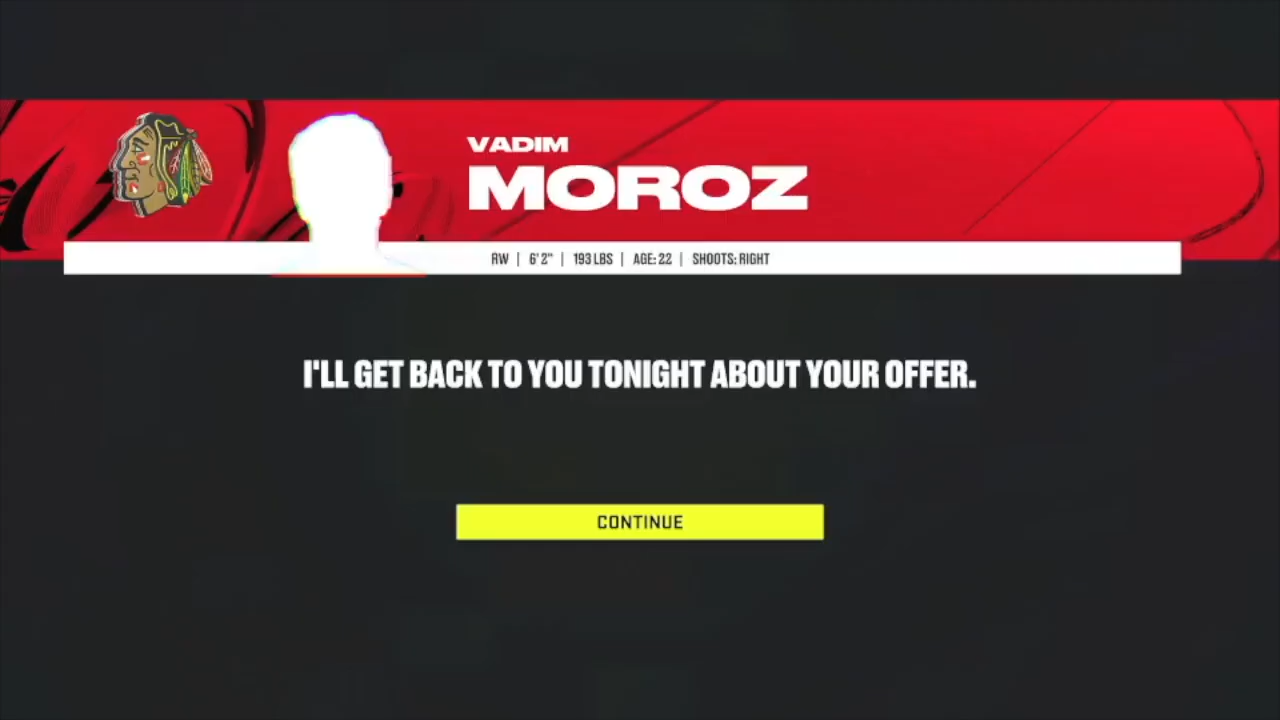 VADIM
MOROZ
RW | 6' 2" | 193 LBS | AGE: 22 | SHOOTS: RIGHT
I'LL GET BACK TO YOU TONIGHT ABOUT YOUR OFFER.
CONTINUE